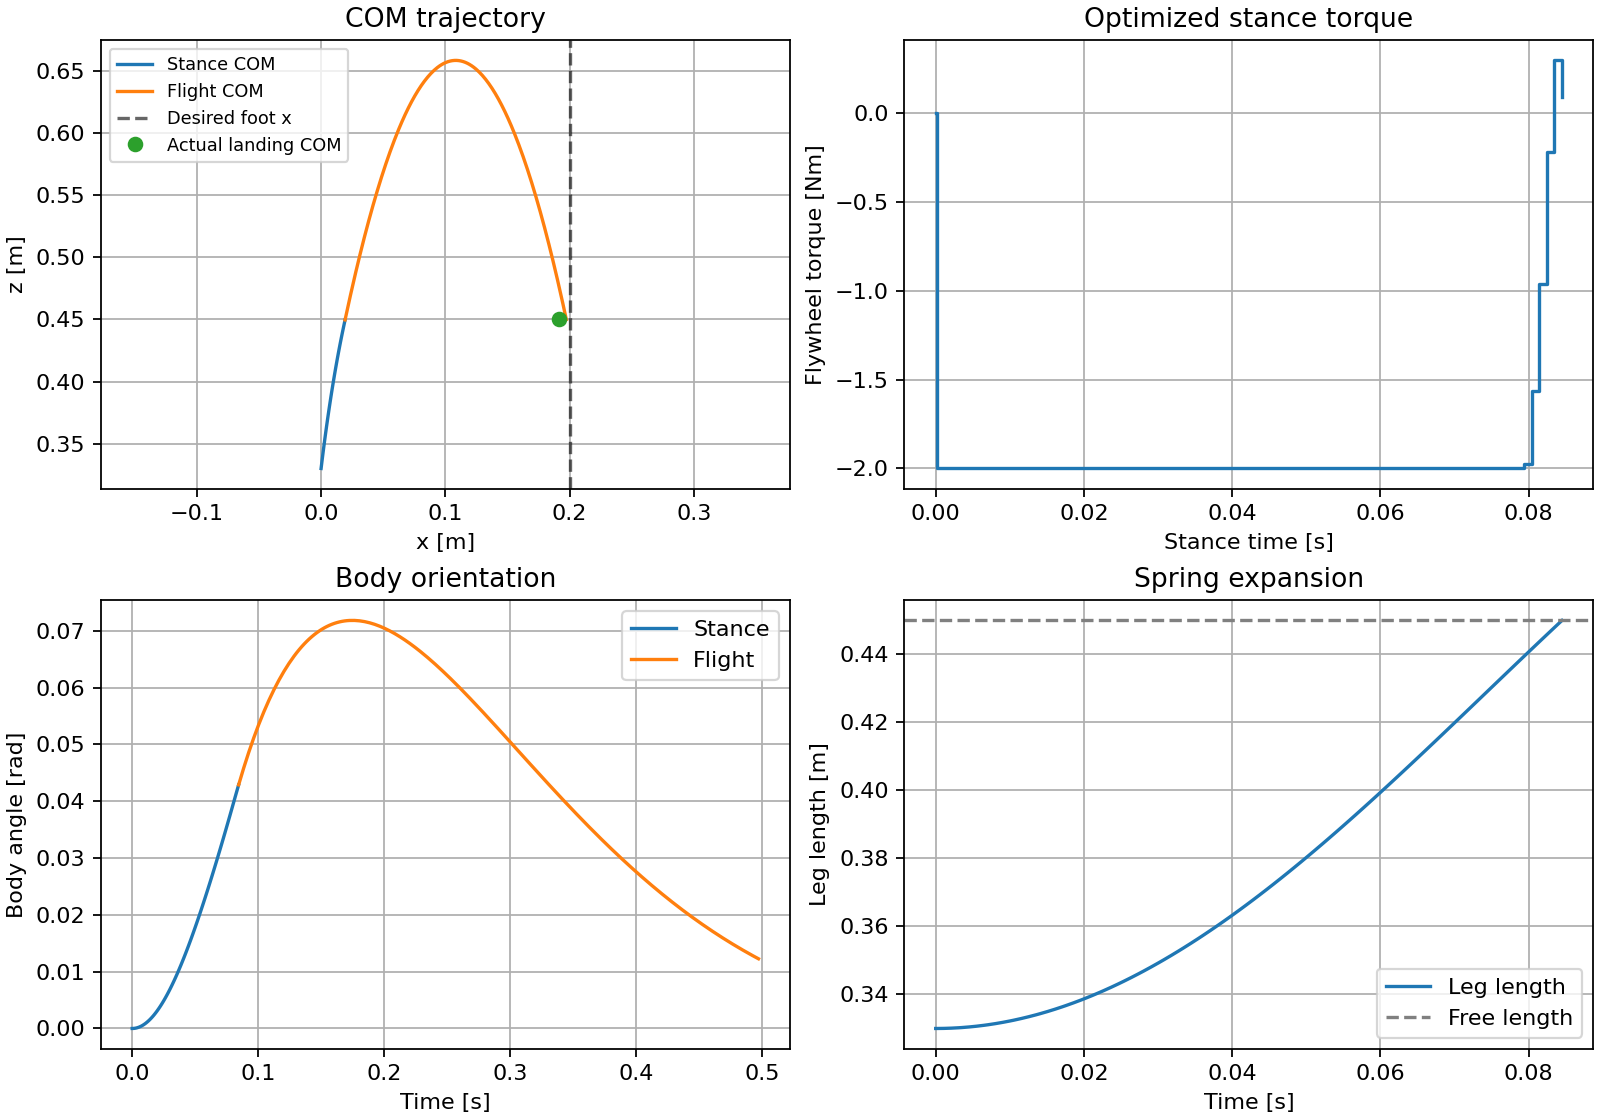 COM trajectory
Stance COM
Flight COM
Desired foot x
Actual landing COM
0.65
0.60
0.55
0.50
0.45
0.40
0.35
z [m]
−0.1
0.0
0.1
0.2
0.3
x [m]
Optimized stance torque
0.0
−0.5
−1.0
−1.5
−2.0
Flywheel torque [Nm]
0.00
0.02
0.04
0.06
0.08
Stance time [s]
Body orientation
Stance
Flight
0.07
0.06
0.05
0.04
0.03
0.02
0.01
0.00
Body angle [rad]
0.0
0.1
0.2
0.3
0.4
0.5
Time [s]
Spring expansion
0.44
0.42
0.40
0.38
0.36
0.34
Leg length [m]
Leg length
Free length
0.00
0.02
0.04
0.06
0.08
Time [s]